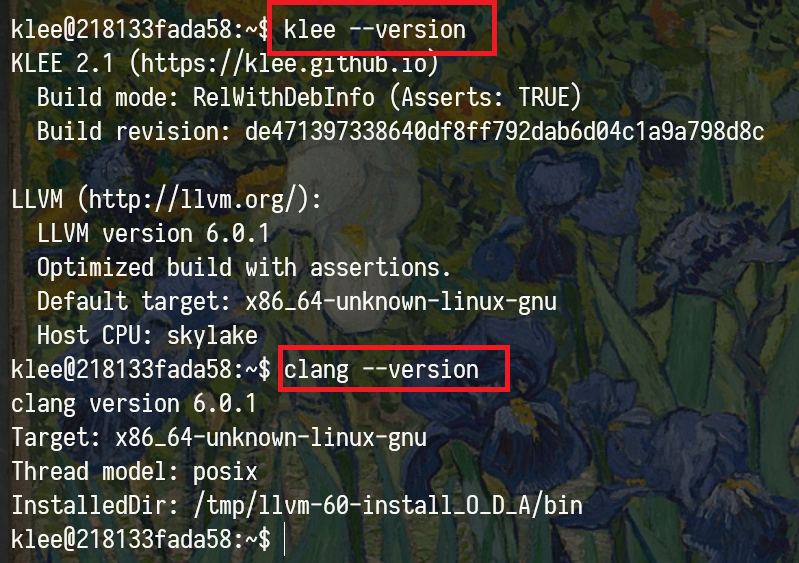 klee@218133fada58:~$ klee --version
KLEE 2.1 (https://klee.github.io)
  Build mode: RelWithDebInfo (Asserts: TRUE)
  Build revision: de471397338640df8ff792dab6d04c1a9a798d8c

LLVM (http://llvm.org/):
  LLVM version 6.0.1
  Optimized build with assertions.
  Default target: x86_64-unknown-linux-gnu
  Host CPU: skylake
klee@218133fada58:~$ clang --version
clang version 6.0.1
Target: x86_64-unknown-linux-gnu
Thread model: posix
InstalledDir: /tmp/llvm-60-install_O_D_A/bin
klee@218133fada58:~$